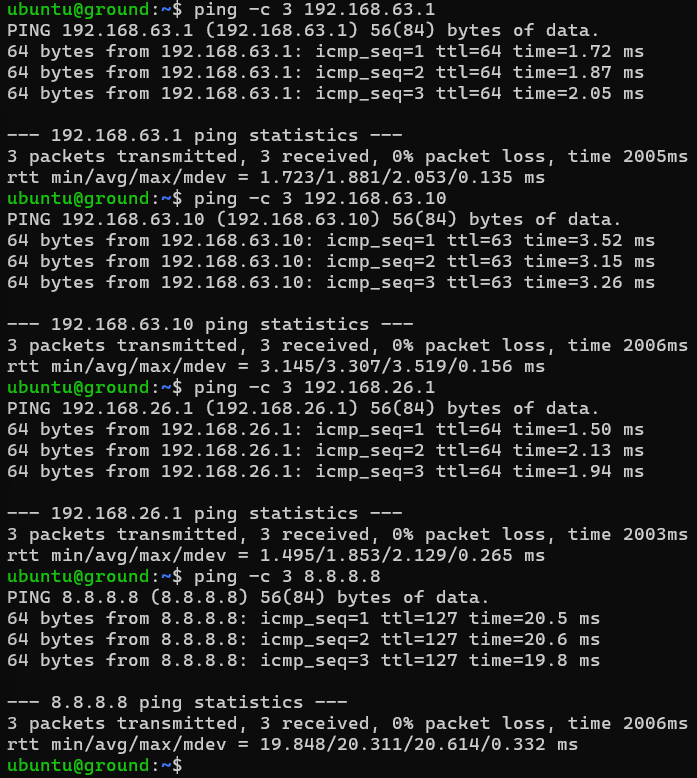 ubuntu@ground:~$ ping -c 3 192.168.63.1
PING 192.168.63.1 (192.168.63.1) 56(84) bytes of data.
64 bytes from 192.168.63.1: icmp_seq=1 ttl=64 time=1.72 ms
64 bytes from 192.168.63.1: icmp_seq=2 ttl=64 time=1.87 ms
64 bytes from 192.168.63.1: icmp_seq=3 ttl=64 time=2.05 ms

--- 192.168.63.1 ping statistics ---
3 packets transmitted, 3 received, 0% packet loss, time 2005ms
rtt min/avg/max/mdev = 1.723/1.881/2.053/0.135 ms
ubuntu@ground:~$ ping -c 3 192.168.63.10
PING 192.168.63.10 (192.168.63.10) 56(84) bytes of data.
64 bytes from 192.168.63.10: icmp_seq=1 ttl=63 time=3.52 ms
64 bytes from 192.168.63.10: icmp_seq=2 ttl=63 time=3.15 ms
64 bytes from 192.168.63.10: icmp_seq=3 ttl=63 time=3.26 ms

--- 192.168.63.10 ping statistics ---
3 packets transmitted, 3 received, 0% packet loss, time 2006ms
rtt min/avg/max/mdev = 3.145/3.307/3.519/0.156 ms
ubuntu@ground:~$ ping -c 3 192.168.26.1
PING 192.168.26.1 (192.168.26.1) 56(84) bytes of data.
64 bytes from 192.168.26.1: icmp_seq=1 ttl=64 time=1.50 ms
64 bytes from 192.168.26.1: icmp_seq=2 ttl=64 time=2.13 ms
64 bytes from 192.168.26.1: icmp_seq=3 ttl=64 time=1.94 ms

--- 192.168.26.1 ping statistics ---
3 packets transmitted, 3 received, 0% packet loss, time 2003ms
rtt min/avg/max/mdev = 1.495/1.853/2.129/0.265 ms
ubuntu@ground:~$ ping -c 3 8.8.8.8
PING 8.8.8.8 (8.8.8.8) 56(84) bytes of data.
64 bytes from 8.8.8.8: icmp_seq=1 ttl=127 time=20.5 ms
64 bytes from 8.8.8.8: icmp_seq=2 ttl=127 time=20.6 ms
64 bytes from 8.8.8.8: icmp_seq=3 ttl=127 time=19.8 ms

--- 8.8.8.8 ping statistics ---
3 packets transmitted, 3 received, 0% packet loss, time 2006ms
rtt min/avg/max/mdev = 19.848/20.311/20.614/0.332 ms
ubuntu@ground:~$